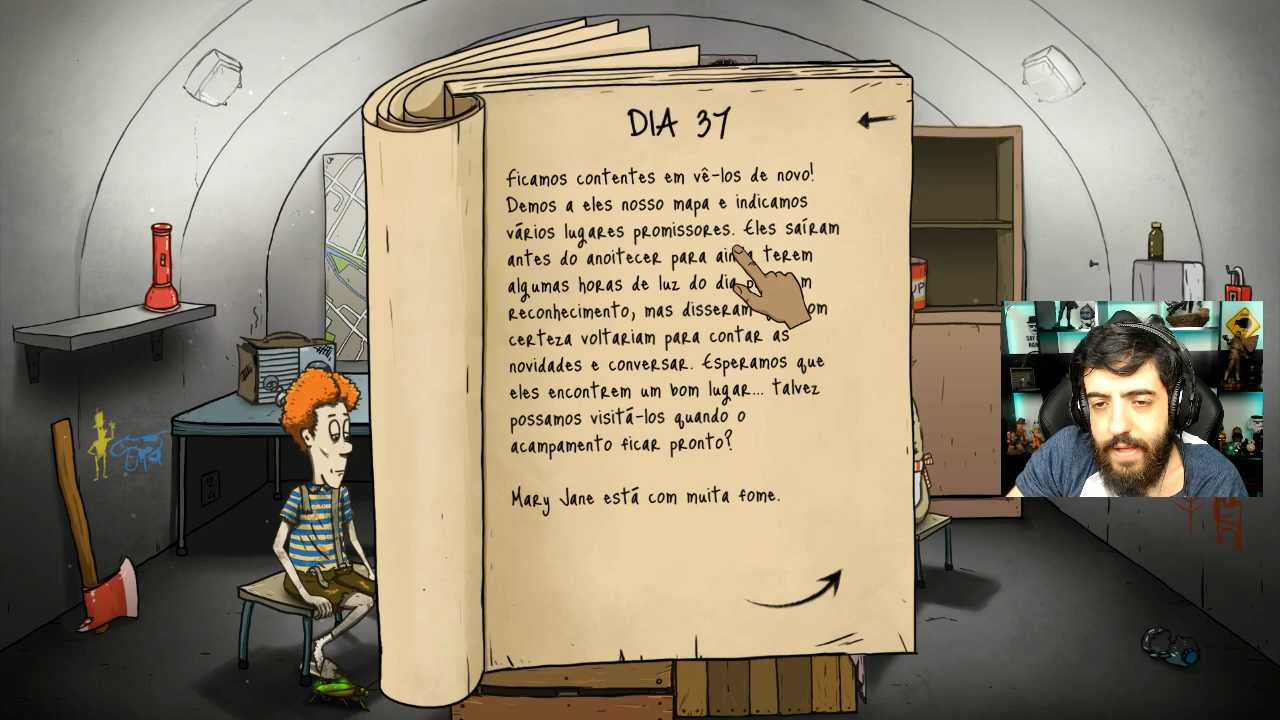 DIA 37
ficamos contentes em vê-los de novo!
Demos a eles nosso mapa e indicamos
vários lugares promissores. Eles saíram
antes do anoitecer para terem
algumas horas de luz do dia
reconhecimento, mas disseram
certeza voltariam para contar as
novidades e conversar. Esperamos que
eles encontrem um bom lugar... talvez
possamos visitá-los quando o
acampamento ficar pronto?
Mary Jane está com muita fome.